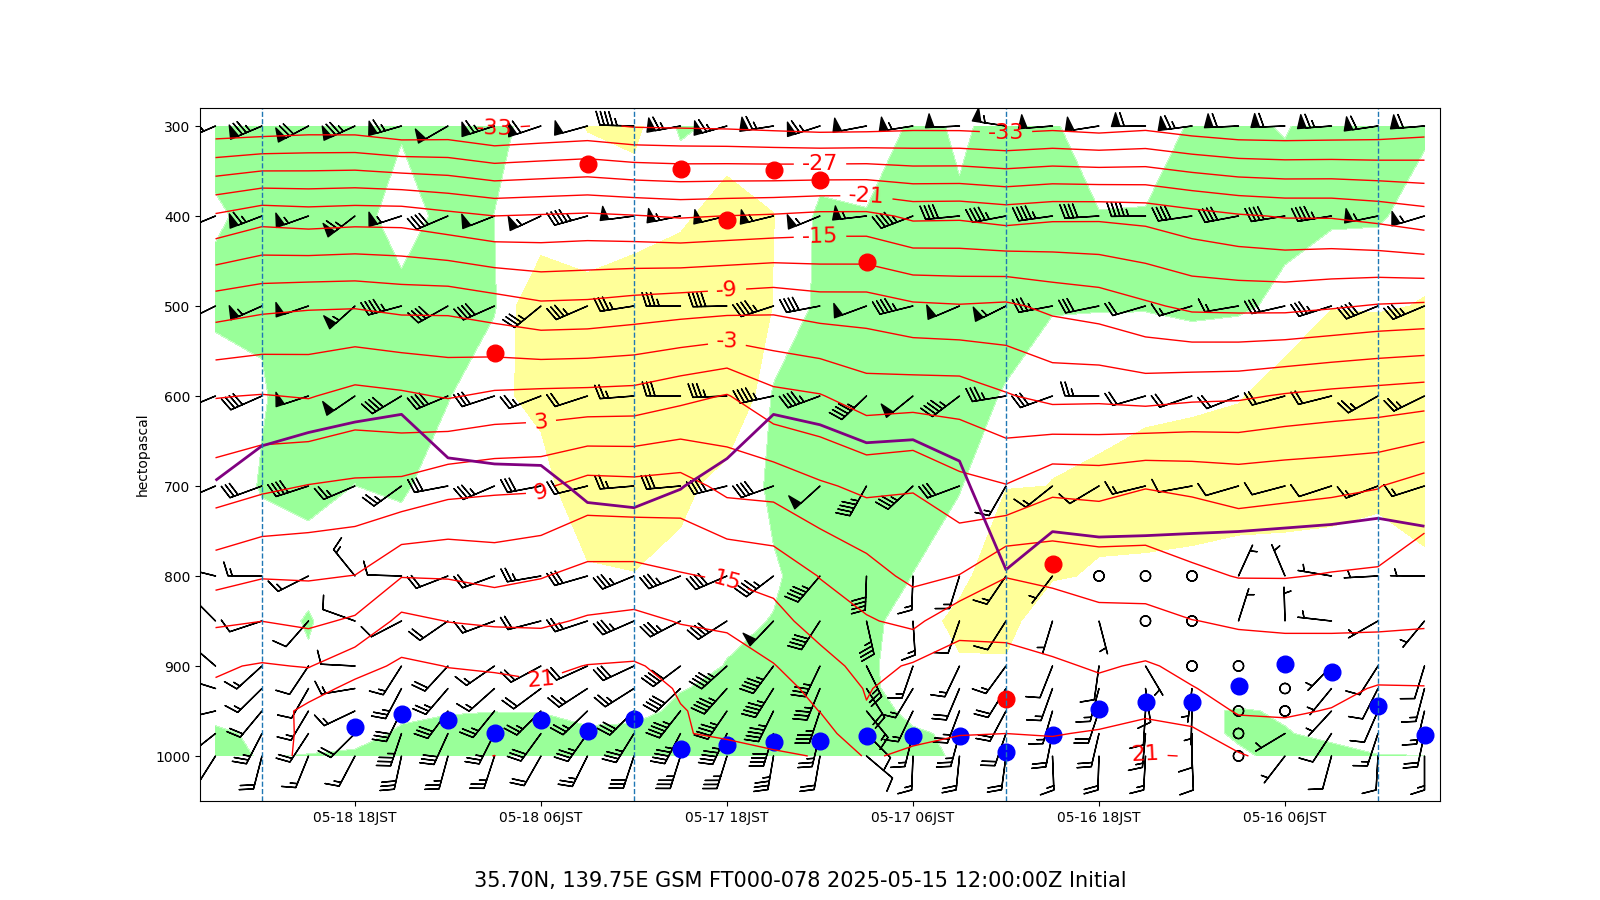 300
400
500
600
700
800
900
1000
hectopascal
-33
-33
-27
-21
-15
-9
-3
3
9
15
21
21
05-18 18JST
05-18 06JST
05-17 18JST
05-17 06JST
05-16 18JST
05-16 06JST
35.70N, 139.75E GSM FT000-078 2025-05-15 12:00:00Z Initial